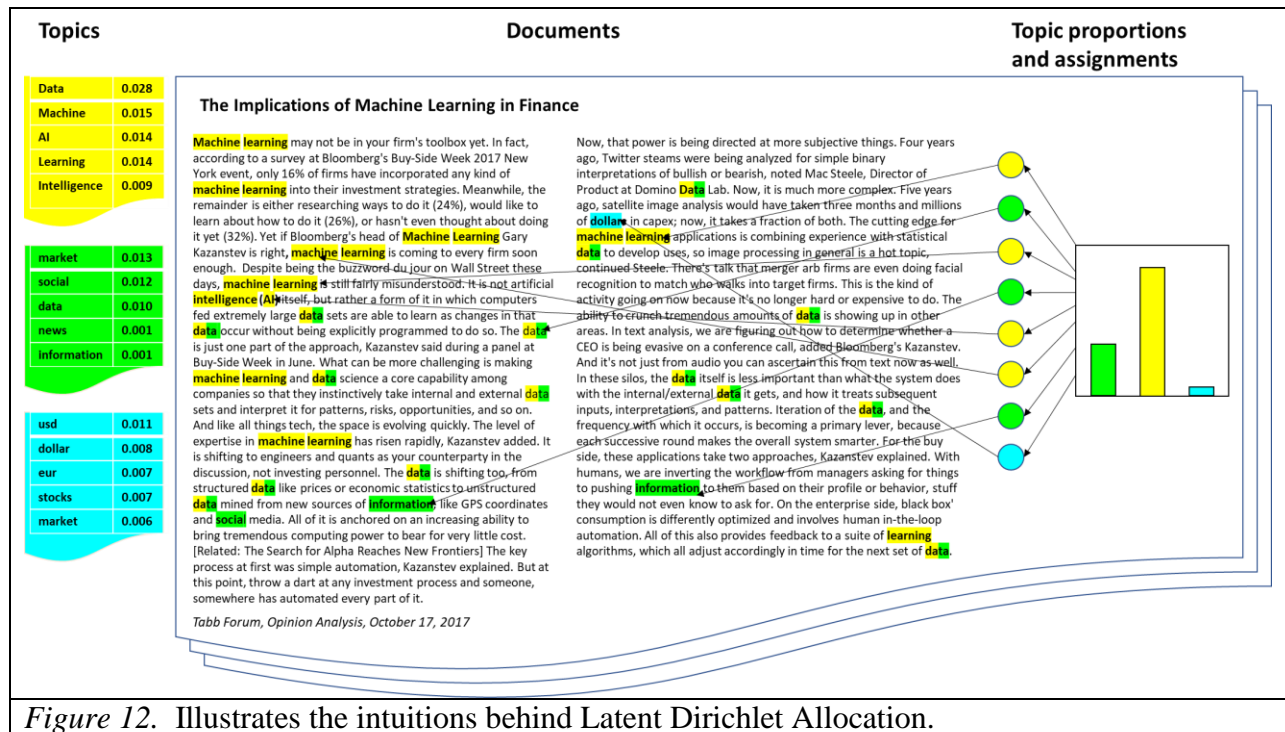 Topics
Documents
Topic proportions
and assignments
Data 0.028
Machine 0.015
AI 0.014
Learning 0.014
Intelligence 0.009
market 0.013
social 0.012
data 0.010
news 0.001
information 0.001
usd 0.011
dollar 0.008
eur 0.007
stocks 0.007
market 0.006
The Implications of Machine Learning in Finance
Machine learning may not be in your firm's toolbox yet. In fact,
according to a survey at Bloomberg's Buy-Side Week 2017 New
York event, only 16% of firms have incorporated any kind of
machine learning into their investment strategies. Meanwhile, the
remainder is either researching ways to do it (24%), would like to
learn about how to do it (26%), or hasn't even thought about doing
it yet (32%). Yet if Bloomberg's head of Machine Learning Gary
Kazanstev is right, machine learning is coming to every firm soon
enough. Despite being the buzzword du jour on Wall Street these
days, machine learning is still fairly misunderstood. It is not artificial
intelligence (AI) itself, but rather a form of it in which computers
fed extremely large data sets are able to learn as changes in that
data occur without being explicitly programmed to do so. The data
is just one part of the approach, Kazanstev said during a panel at
Buy-Side Week in June. What can be more challenging is making
machine learning and data science a core capability among
companies so that they instinctively take internal and external data
sets and interpret it for patterns, risks, opportunities, and so on.
And like all things tech, the space is evolving quickly. The level of
expertise in machine learning has risen rapidly, Kazanstev added. It
is shifting to engineers and quants as your counterparty in the
discussion, not investing personnel. The data is shifting too, from
structured data like prices or economic statistics to unstructured
data mined from new sources of information, like GPS coordinates
and social media. All of it is anchored on an increasing ability to
bring tremendous computing power to bear for very little cost.
[Related: The Search for Alpha Reaches New Frontiers] The key
process at first was simple automation, Kazanstev explained. But at
this point, throw a dart at any investment process and someone,
somewhere has automated every part of it.
Tabb Forum, Opinion Analysis, October 17, 2017
Now, that power is being directed at more subjective things. Four years
ago, Twitter steams were being analyzed for simple binary
interpretations of bullish or bearish, noted Mac Steele, Director of
Product at Domino Data Lab. Now, it is much more complex. Five years
ago, satellite image analysis would have taken three months and millions
of dollars in capex; now, it takes a fraction of both. The cutting edge for
machine learning applications is combining experience with statistical
data to develop uses, so image processing in general is a hot topic,
continued Steele. There's talk that merger arb firms are even doing facial
recognition to match who walks into target firms. This is the kind of
activity going on now because it's no longer hard or expensive to do. The
ability to crunch tremendous amounts of data is showing up in other
areas. In text analysis, we are figuring out how to determine whether a
CEO is being evasive on a conference call, added Bloomberg's Kazanstev.
And it's not just from audio you can ascertain this from text now as well.
In these silos, the data itself is less important than what the system does
with the internal/external data it gets, and how it treats subsequent
inputs, interpretations, and patterns. Iteration of the data, and the
frequency with which it occurs, is becoming a primary lever, because
each successive round makes the overall system smarter. For the buy
side, these applications take two approaches, Kazanstev explained. With
humans, we are inverting the workflow from managers asking for things
to pushing information to them based on their profile or behavior, stuff
they would not even know to ask for. On the enterprise side, black box'
consumption is differently optimized and involves human in-the-loop
automation. All of this also provides feedback to a suite of learning
algorithms, which all adjust accordingly in time for the next set of data.
Figure 12. Illustrates the intuitions behind Latent Dirichlet Allocation.